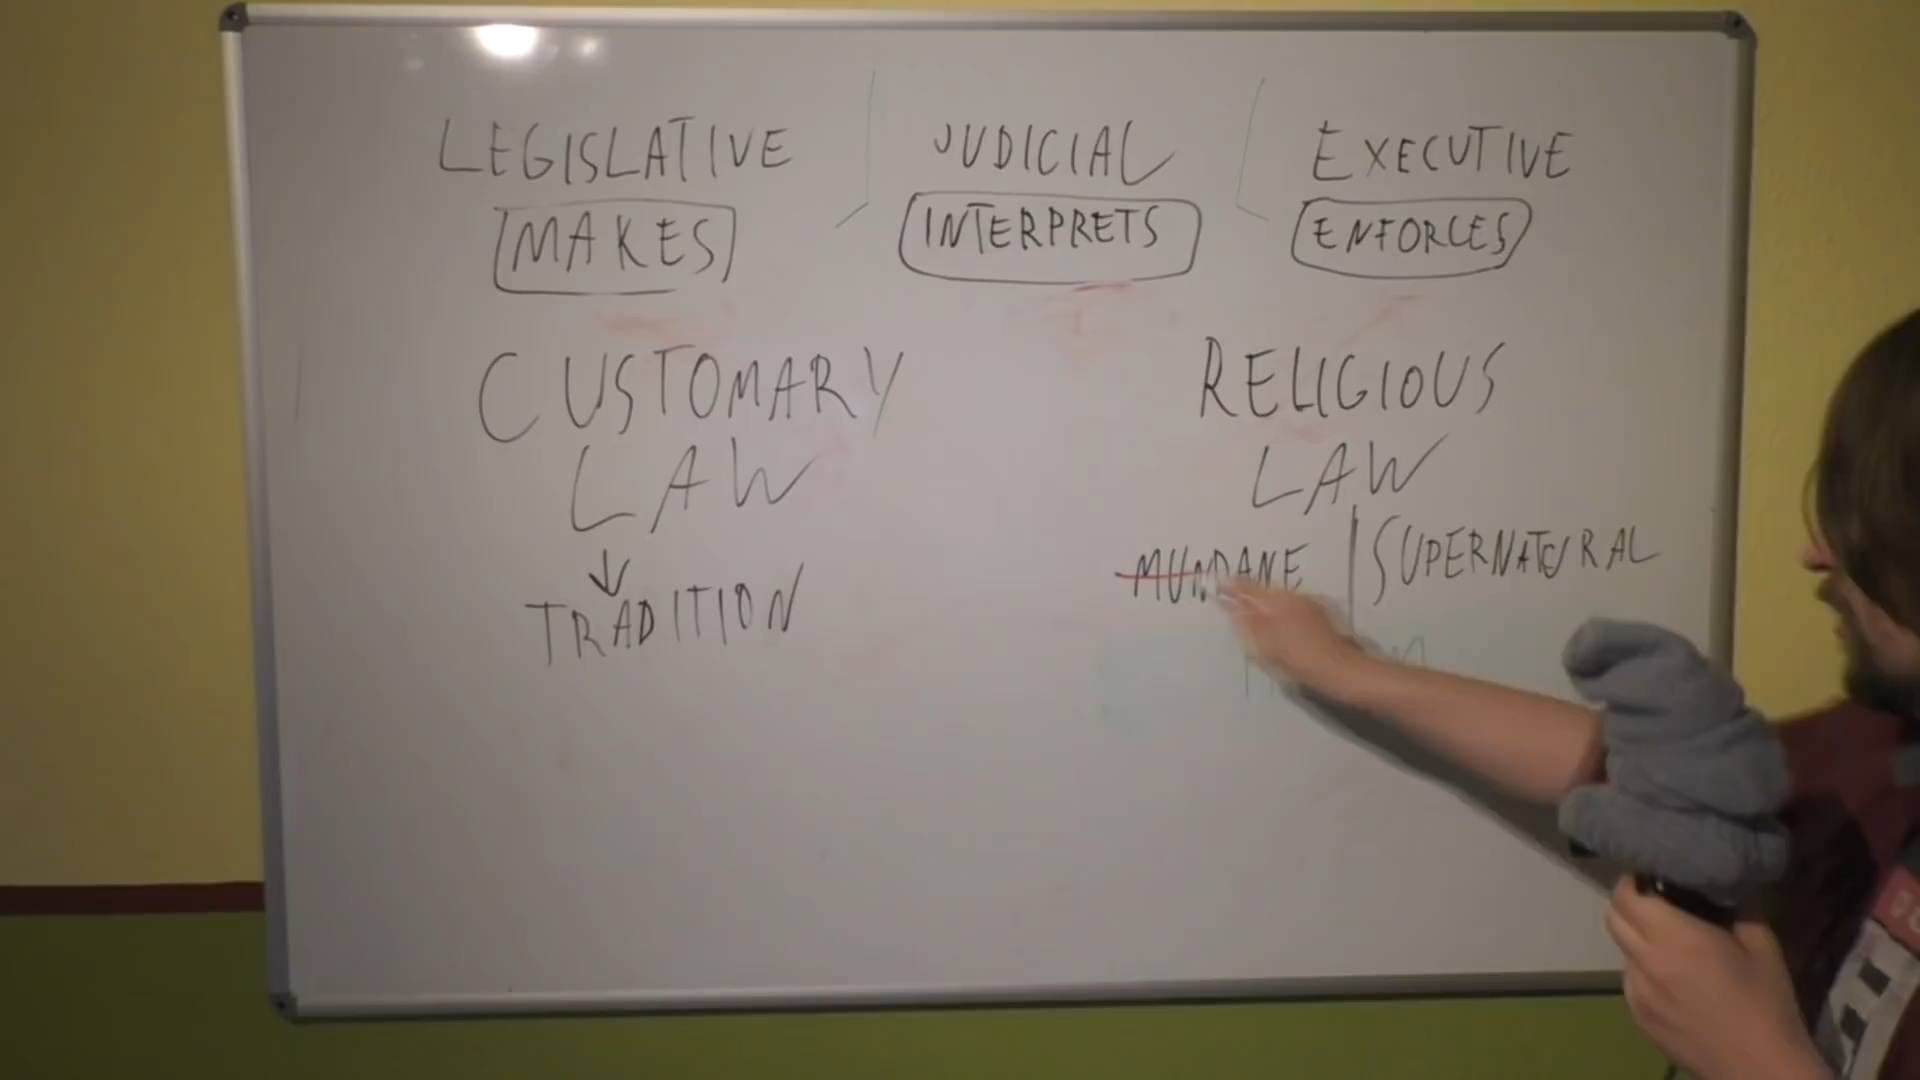 LEGISLATIVE JUDICIAL EXECUTIVE
MAKES INTERPRETS ENFORCES
CUSTOMARY RELIGIOUS
LAW LAW
MUNDANE SUPERNATURAL
TRADITION